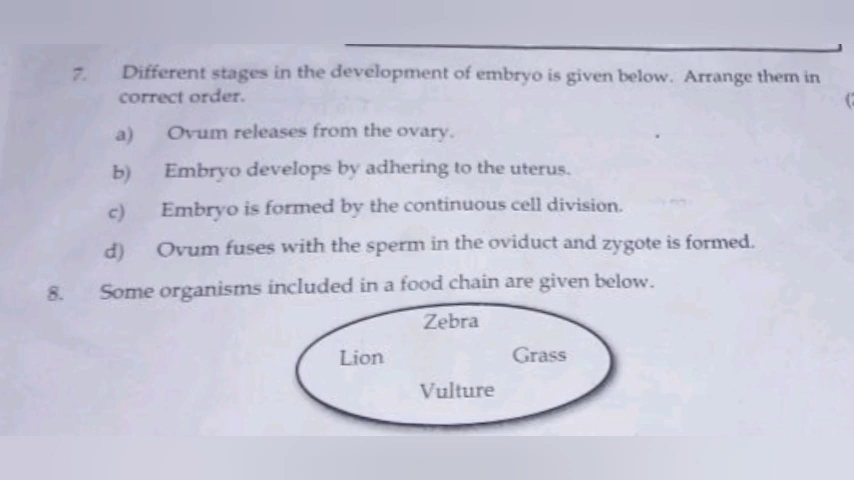 7. Different stages in the development of embryo is given below. Arrange them in
correct order.
a) Ovum releases from the ovary.
b) Embryo develops by adhering to the uterus.
c) Embryo is formed by the continuous cell division.
d) Ovum fuses with the sperm in the oviduct and zygote is formed.
8. Some organisms included in a food chain are given below.
Zebra
Lion Grass
Vulture